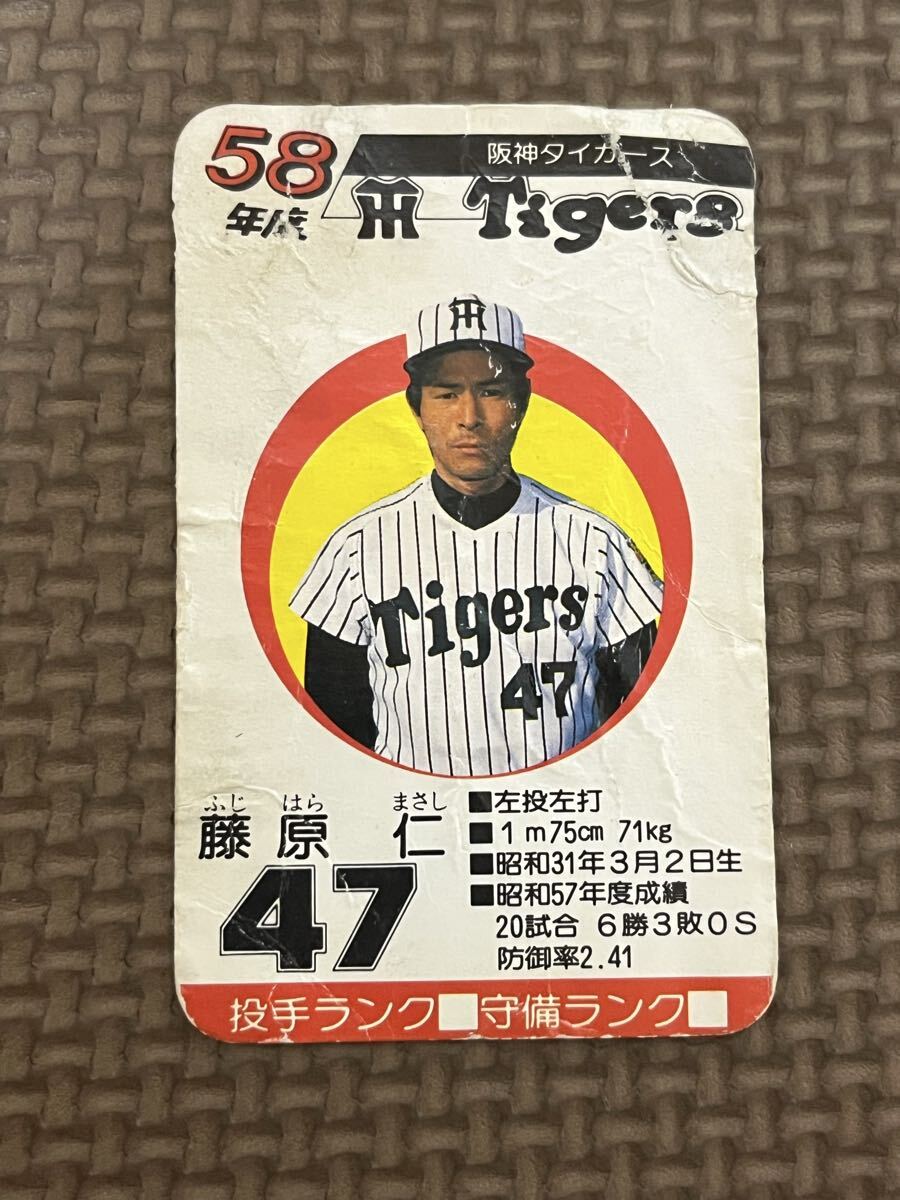 58
年度
阪神タイガース
TH Tigers
TH
Tigers
47
ふじ はら まさし
藤原 仁
47
■左投左打
■1m75cm 71kg
■昭和31年3月2日生
■昭和57年度成績
20試合 6勝3敗0S
防御率2.41
投手ランク□守備ランク□